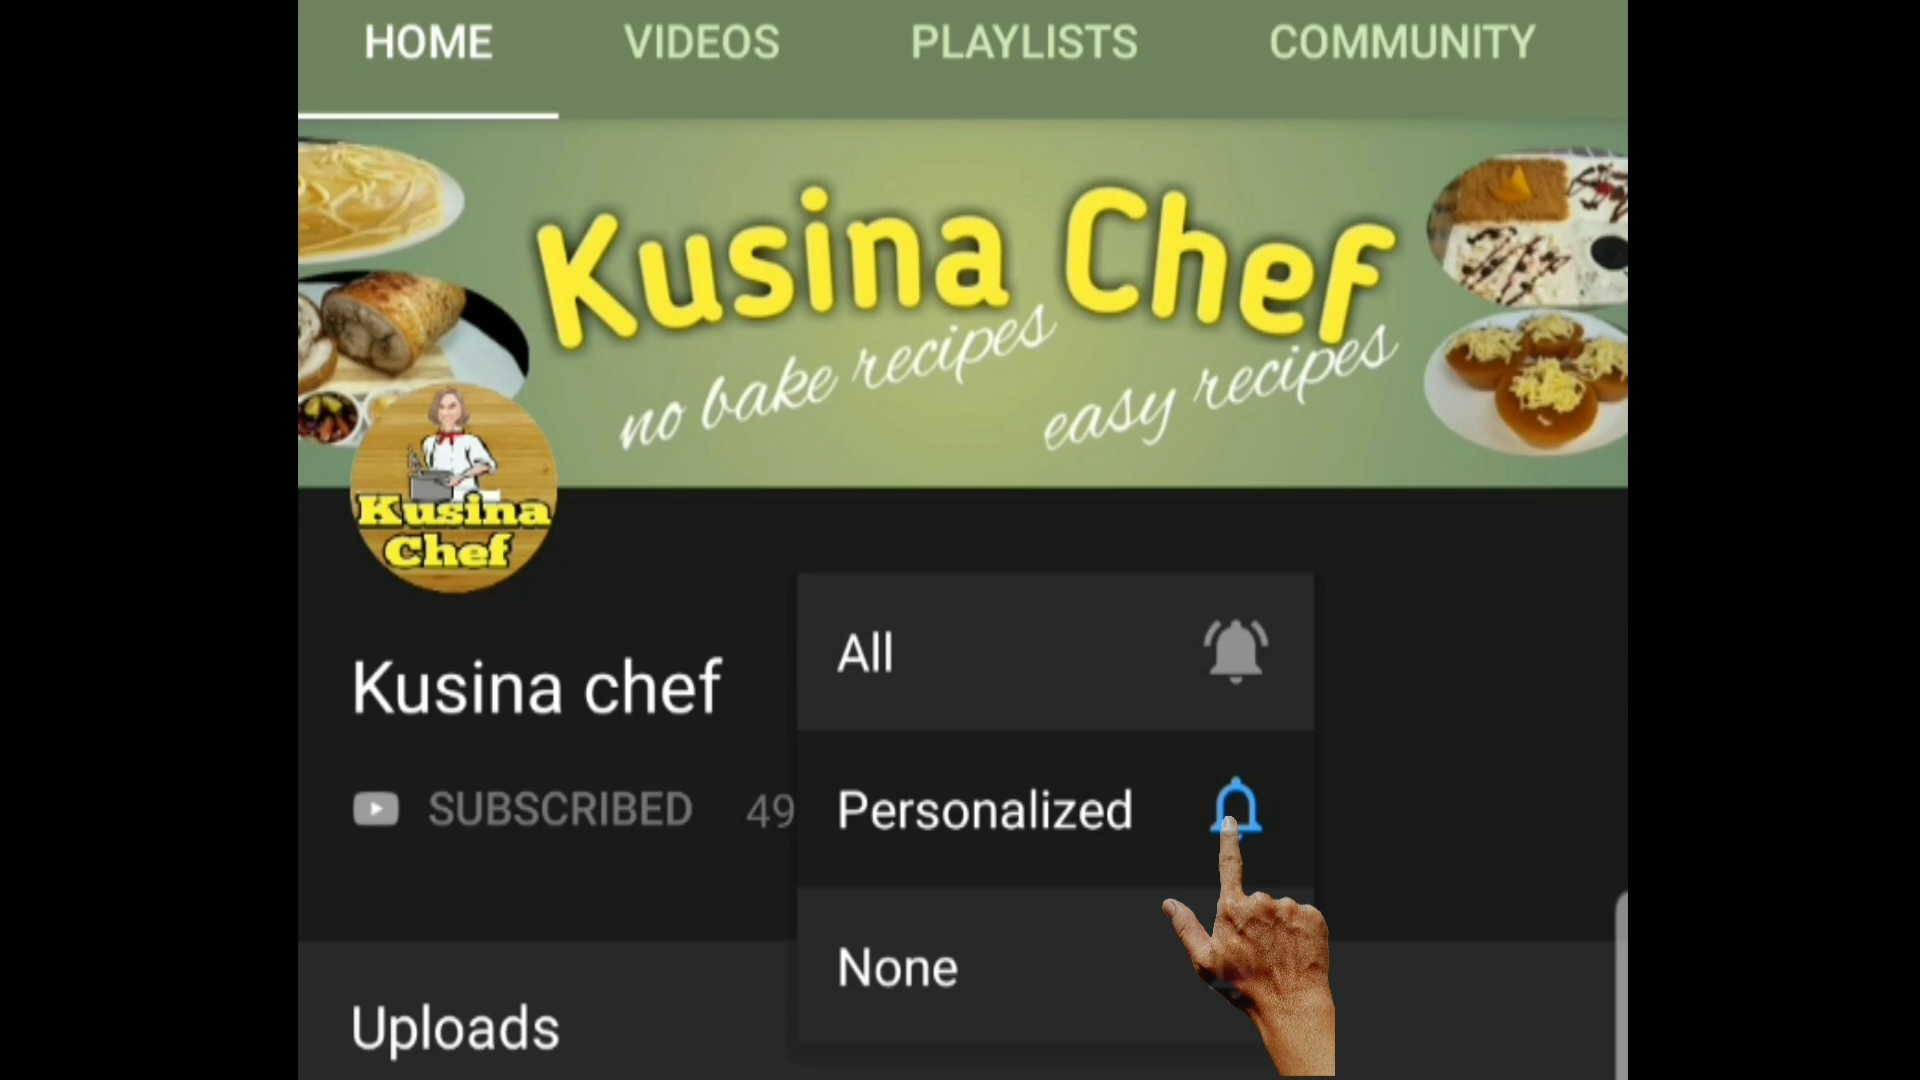 HOME VIDEOS PLAYLISTS COMMUNITY
Kusina Chef
no bake recipes
easy recipes
Kusina
Chef
All
Kusina chef
SUBSCRIBED 49
Personalized
None
Uploads